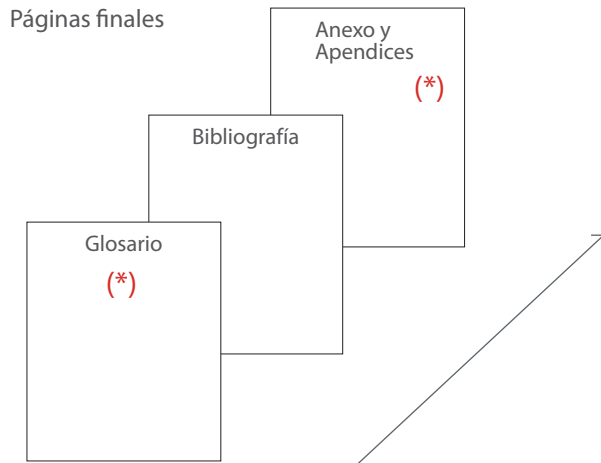 Páginas finales
Anexo y
Apendices
(*)
Bibliografía
Glosario
(*)